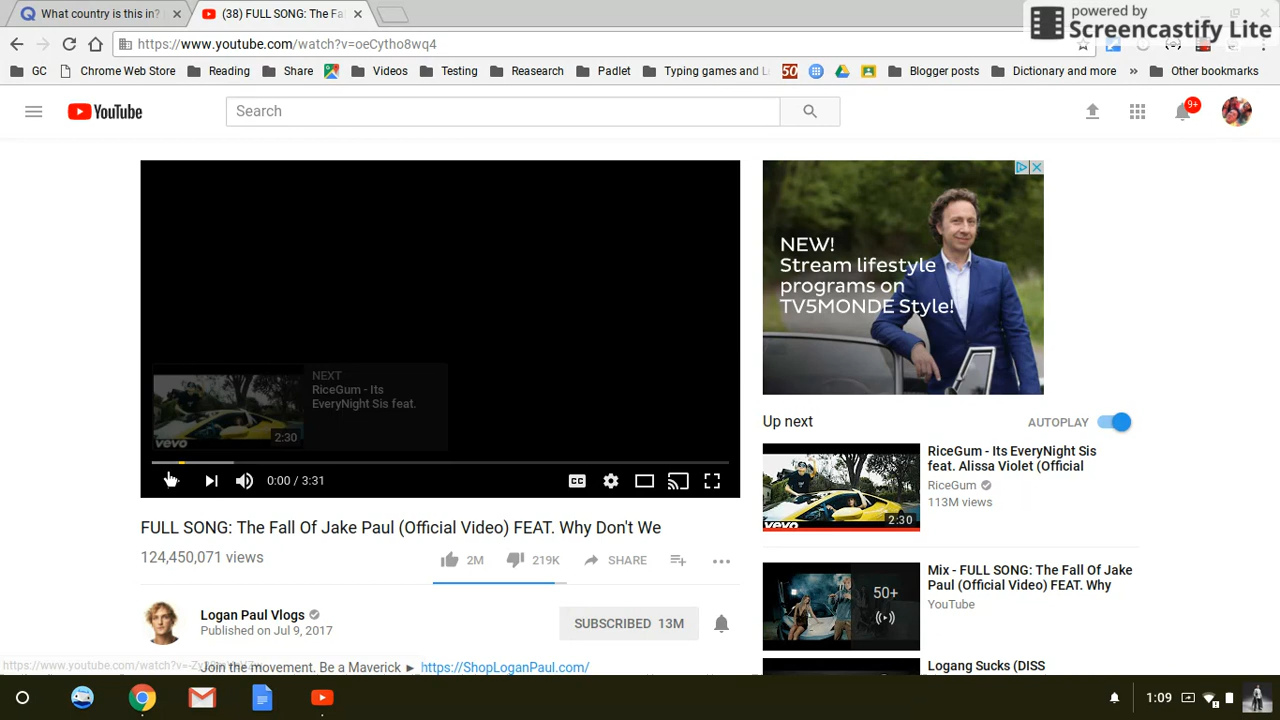 What country is this in?
(38) FULL SONG: The Fa
powered by
Screencastify Lite
https://www.youtube.com/watch?v=oeCytho8wq4
GC
Chrome Web Store
Reading
Share
Videos
Testing
Reasearch
Padlet
Typing games and L
50
Blogger posts
Dictionary and more
»
Other bookmarks
YouTube
Search
9+
NEW!
Stream lifestyle
programs on
TV5MONDE Style!
NEXT
RiceGum - Its
EveryNight Sis feat.
vevo
2:30
0:00 / 3:31
CC
Up next
AUTOPLAY
RiceGum - Its EveryNight Sis
feat. Alissa Violet (Official
RiceGum
113M views
vevo
2:30
FULL SONG: The Fall Of Jake Paul (Official Video) FEAT. Why Don't We
124,450,071 views
2M
219K
SHARE
50+
Mix - FULL SONG: The Fall Of Jake
Paul (Official Video) FEAT. Why
YouTube
Logan Paul Vlogs
Published on Jul 9, 2017
SUBSCRIBED 13M
Join the movement. Be a Maverick ► https://ShopLoganPaul.com/
Logang Sucks (DISS
1:09